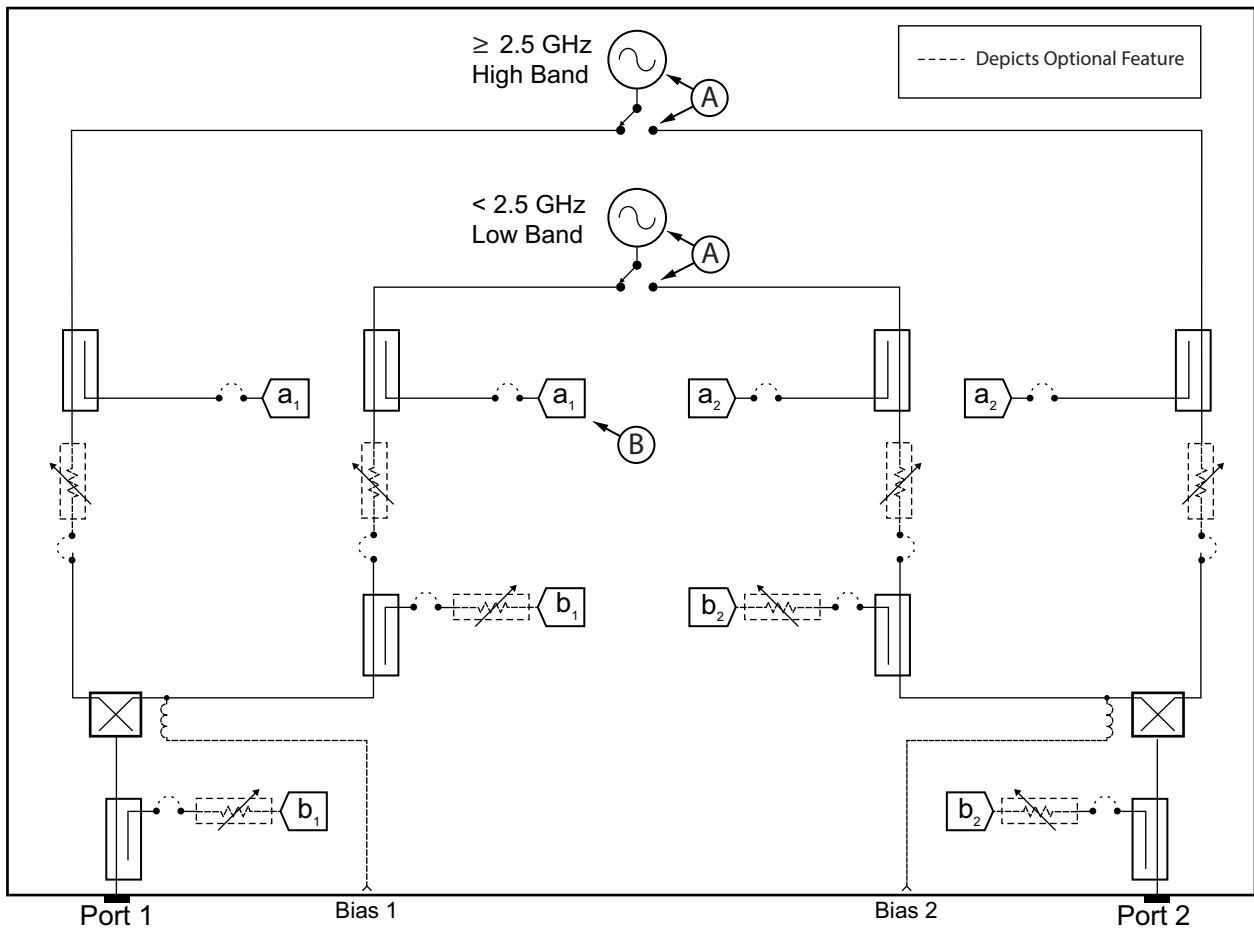 ≥ 2.5 GHz
High Band
A
Depicts Optional Feature
< 2.5 GHz
Low Band
A
a₁
a₁
a₂
a₂
B
b₁
b₂
b₁
b₂
Port 1
Bias 1
Bias 2
Port 2